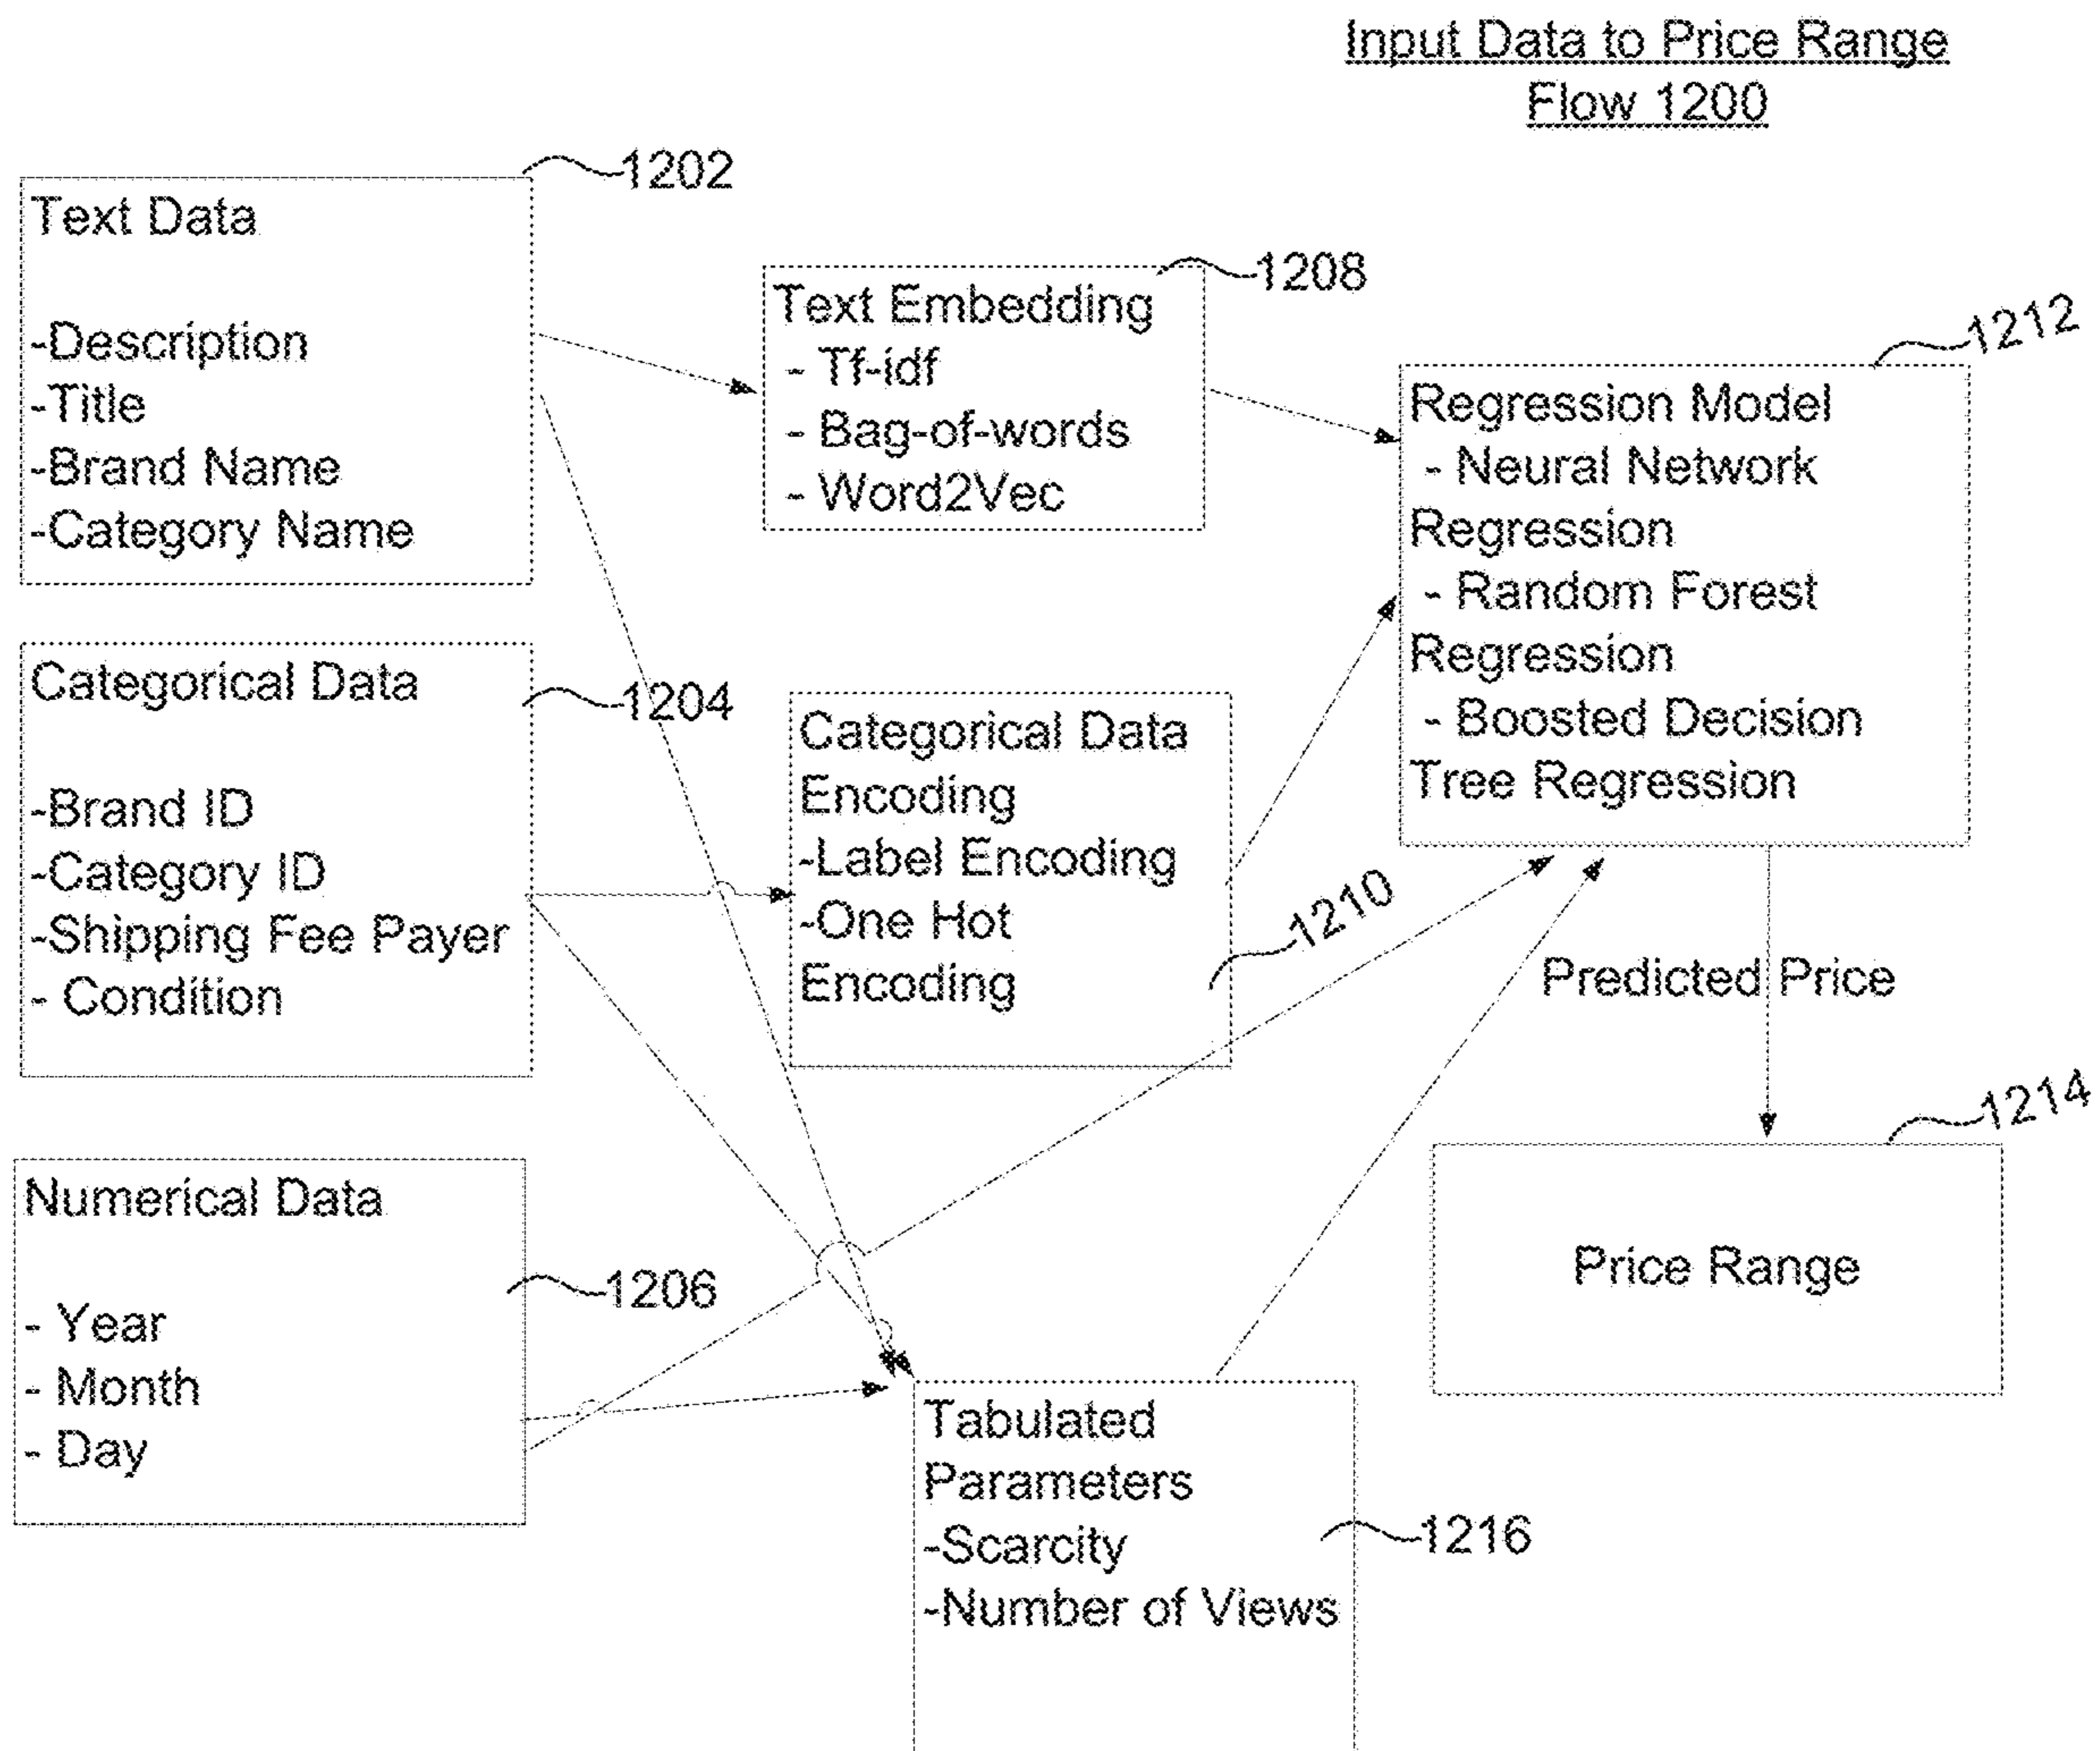 Input Data to Price Range
Flow 1200
1202
Text Data
-Description
-Title
-Brand Name
-Category Name
1208
Text Embedding
- Tf-idf
- Bag-of-words
- Word2Vec
1212
Regression Model
- Neural Network
Regression
- Random Forest
Regression
- Boosted Decision
Tree Regression
1204
Categorical Data
-Brand ID
-Category ID
-Shipping Fee Payer
- Condition
Categorical Data
Encoding
-Label Encoding
-One Hot
Encoding
1210
Predicted Price
1214
Price Range
Numerical Data
1206
- Year
- Month
- Day
Tabulated
Parameters
-Scarcity
-Number of Views
1216